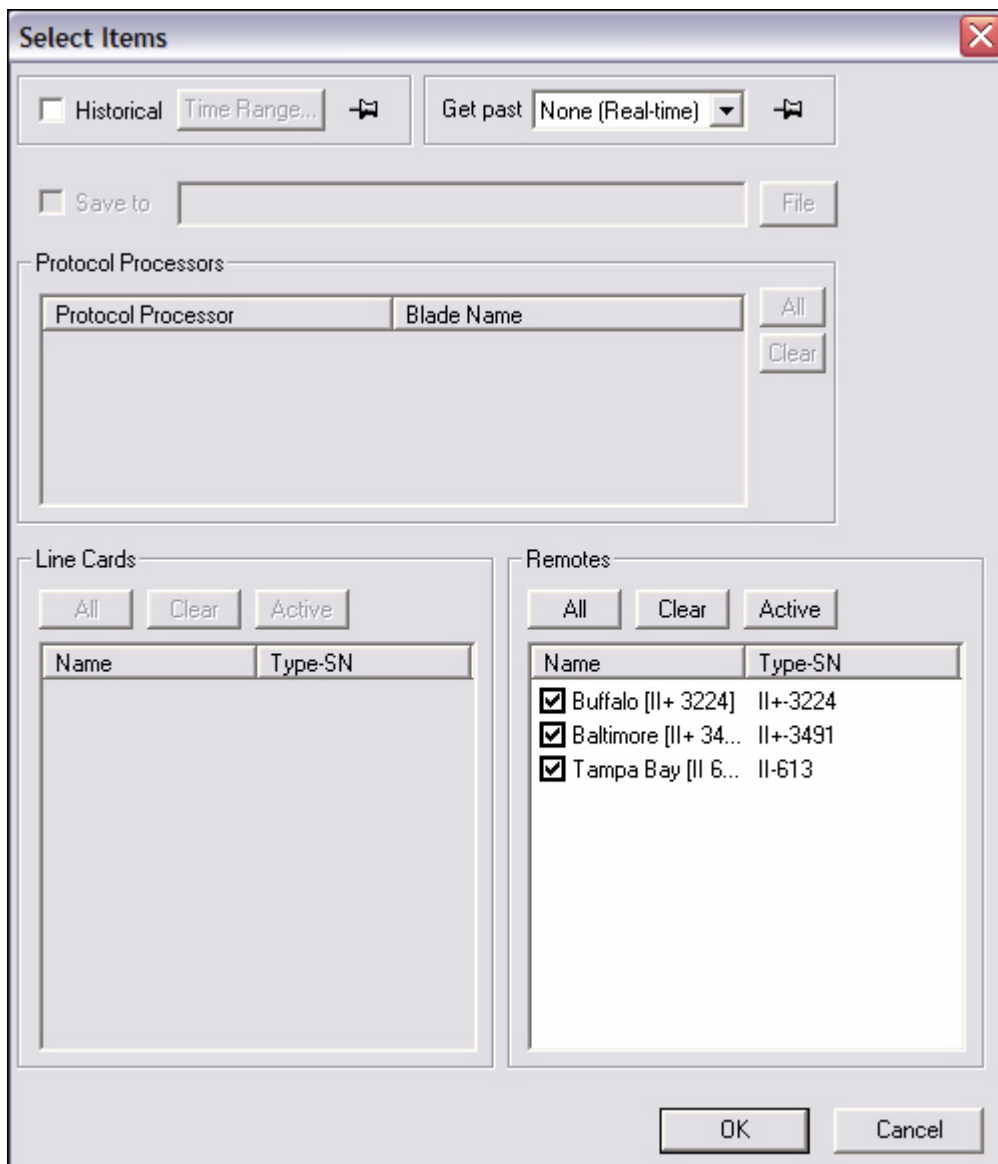 Select Items
Historical Time Range... Get past None (Real-time)
Save to File
Protocol Processors
Protocol Processor Blade Name All
Clear
Line Cards Remotes
All Clear Active All Clear Active
Name Type-SN Name Type-SN
Buffalo [II+ 3224] II+-3224
Baltimore [II+ 34... II+-3491
Tampa Bay [II 6... II-613
OK Cancel